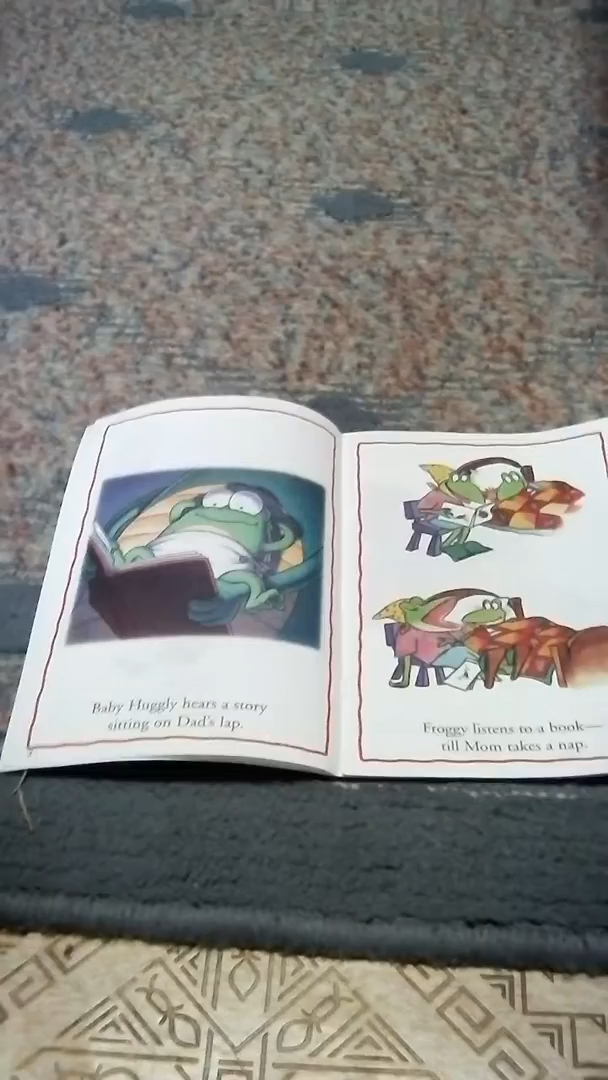 Baby Huggly hears a story
sitting on Dad's lap.
Froggy listens to a book—
till Mom takes a nap.